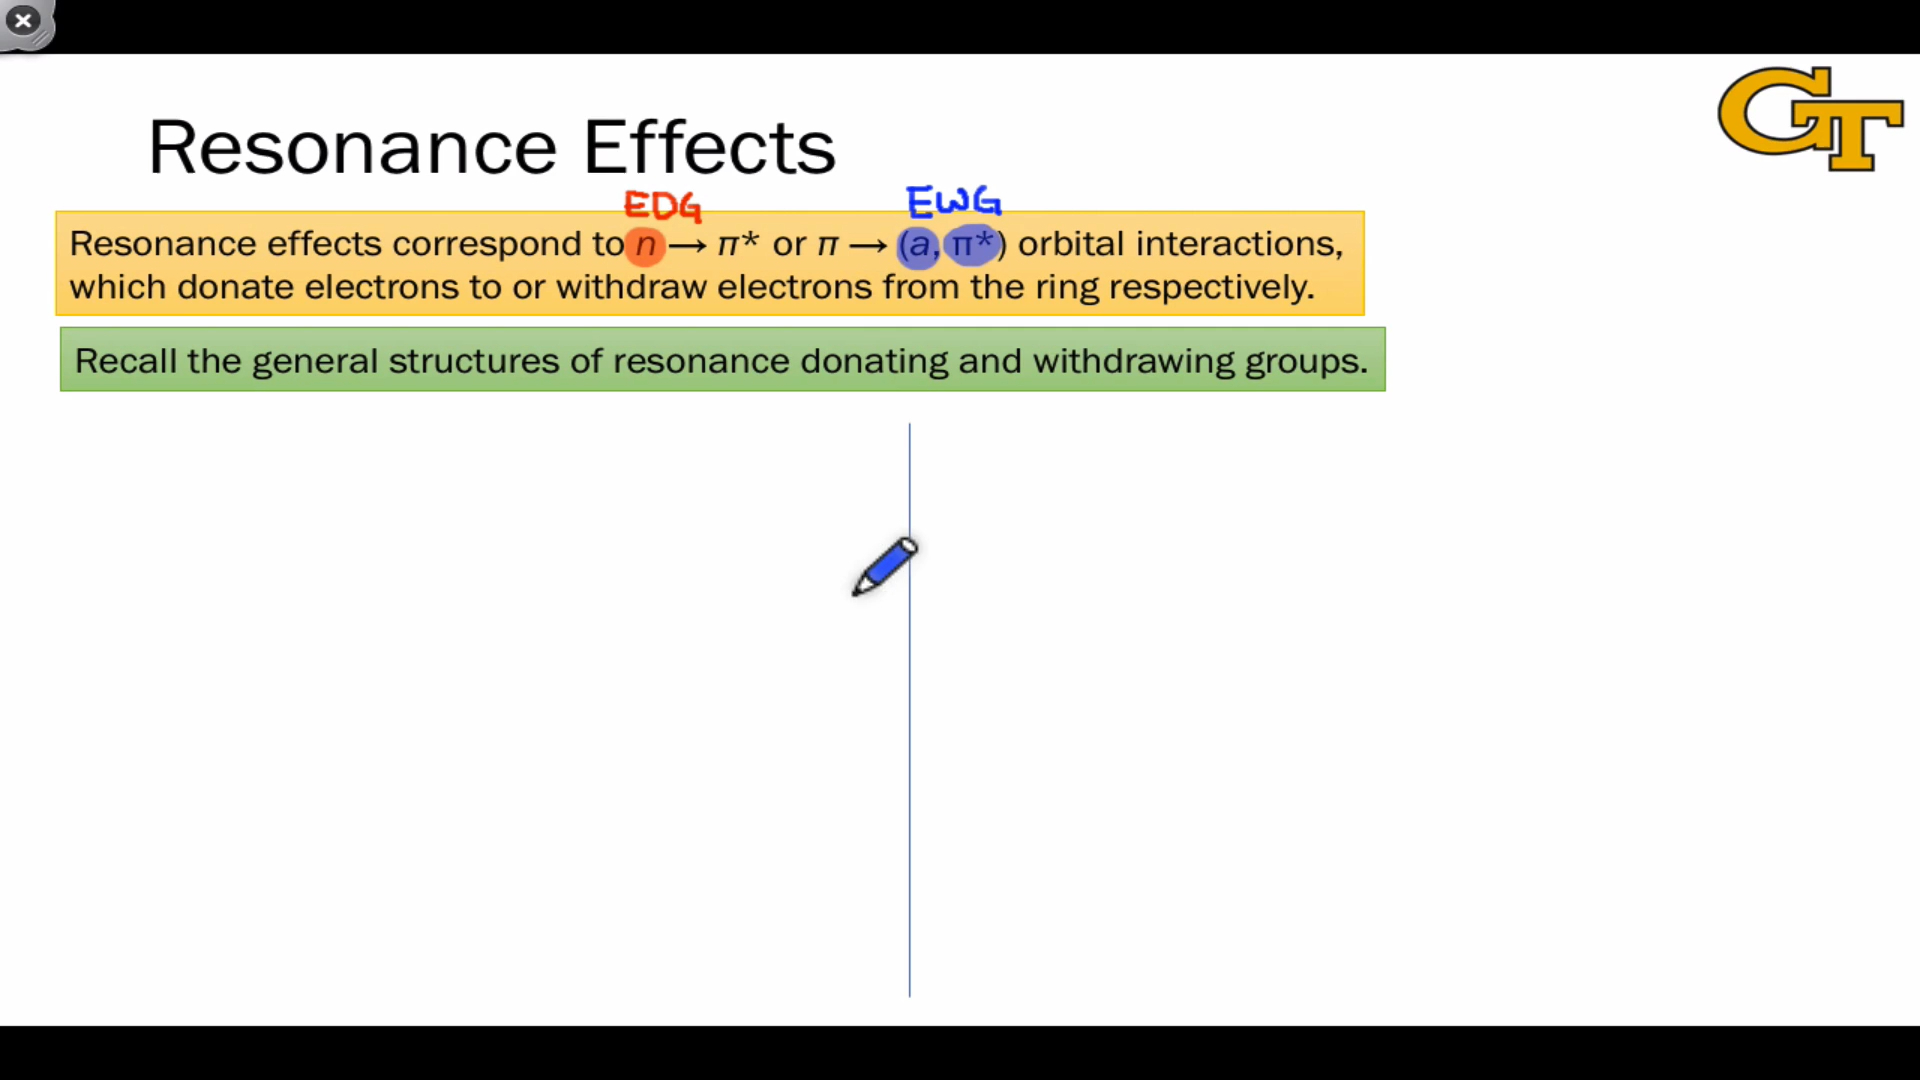 GT
Resonance Effects
EDG EWG
Resonance effects correspond to n → π* or π → (a, π*) orbital interactions,
which donate electrons to or withdraw electrons from the ring respectively.
Recall the general structures of resonance donating and withdrawing groups.